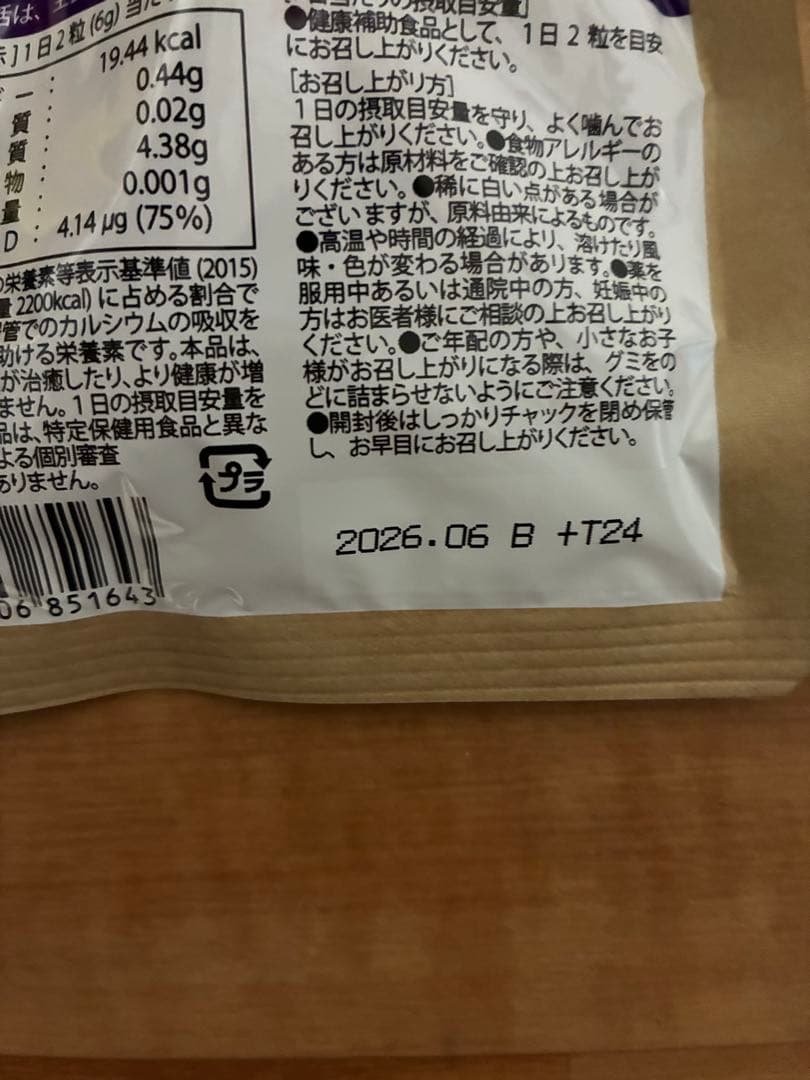 1日2粒(6g)当た
19.44 kcal
ー：
0.44g
質：
0.02g
質：
4.38g
物：
0.001g
量：
D：4.14μg (75%)
栄養素等表示基準値 (2015)
2200kcal) に占める割合で
管でのカルシウムの吸収を
助ける栄養素です。本品は、
が治癒したり、より健康が増
ません。1日の摂取目安量を
品は、特定保健用食品と異な
よる個別審査
ありません。
プラ
06 851643
の摂取目安量]
●健康補助食品として、1日2粒を目安
にお召し上がりください。
[お召し上がり方]
1日の摂取目安量を守り、よく噛んでお
召し上がりください。●食物アレルギーの
ある方は原材料をご確認の上お召し上が
りください。●稀に白い点がある場合が
ございますが、原料由来によるものです。
●高温や時間の経過により、溶けたり風
味・色が変わる場合があります。●薬を
服用中あるいは通院中の方、妊娠中の
方はお医者様にご相談の上お召し上がり
ください。●ご年配の方や、小さなお子
様がお召し上がりになる際は、グミをの
どに詰まらせないようにご注意ください。
●開封後はしっかりチャックを閉め保管
し、お早目にお召し上がりください。
2026.06 B +T24